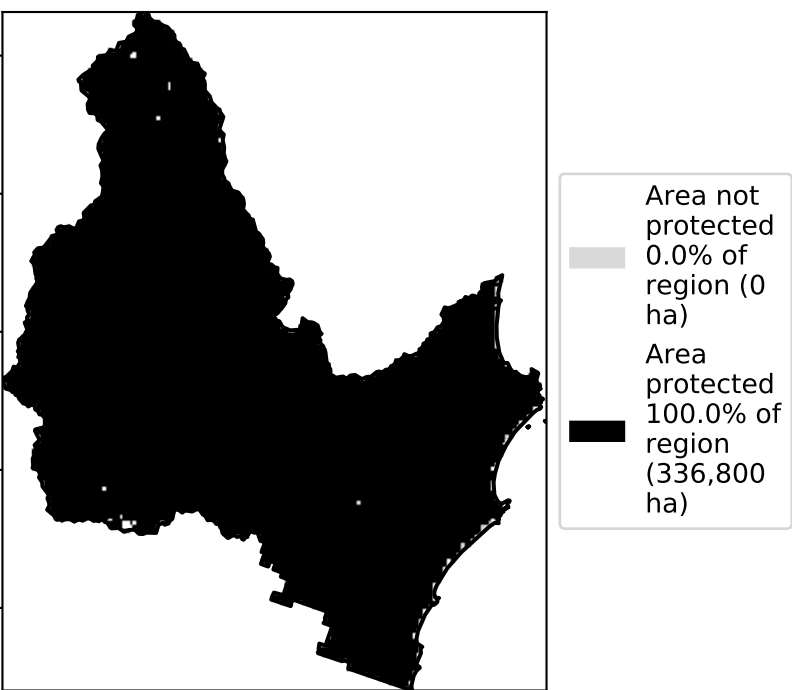 Area not
protected
0.0% of
region (0
ha)
Area
protected
100.0% of
region
(336,800
ha)